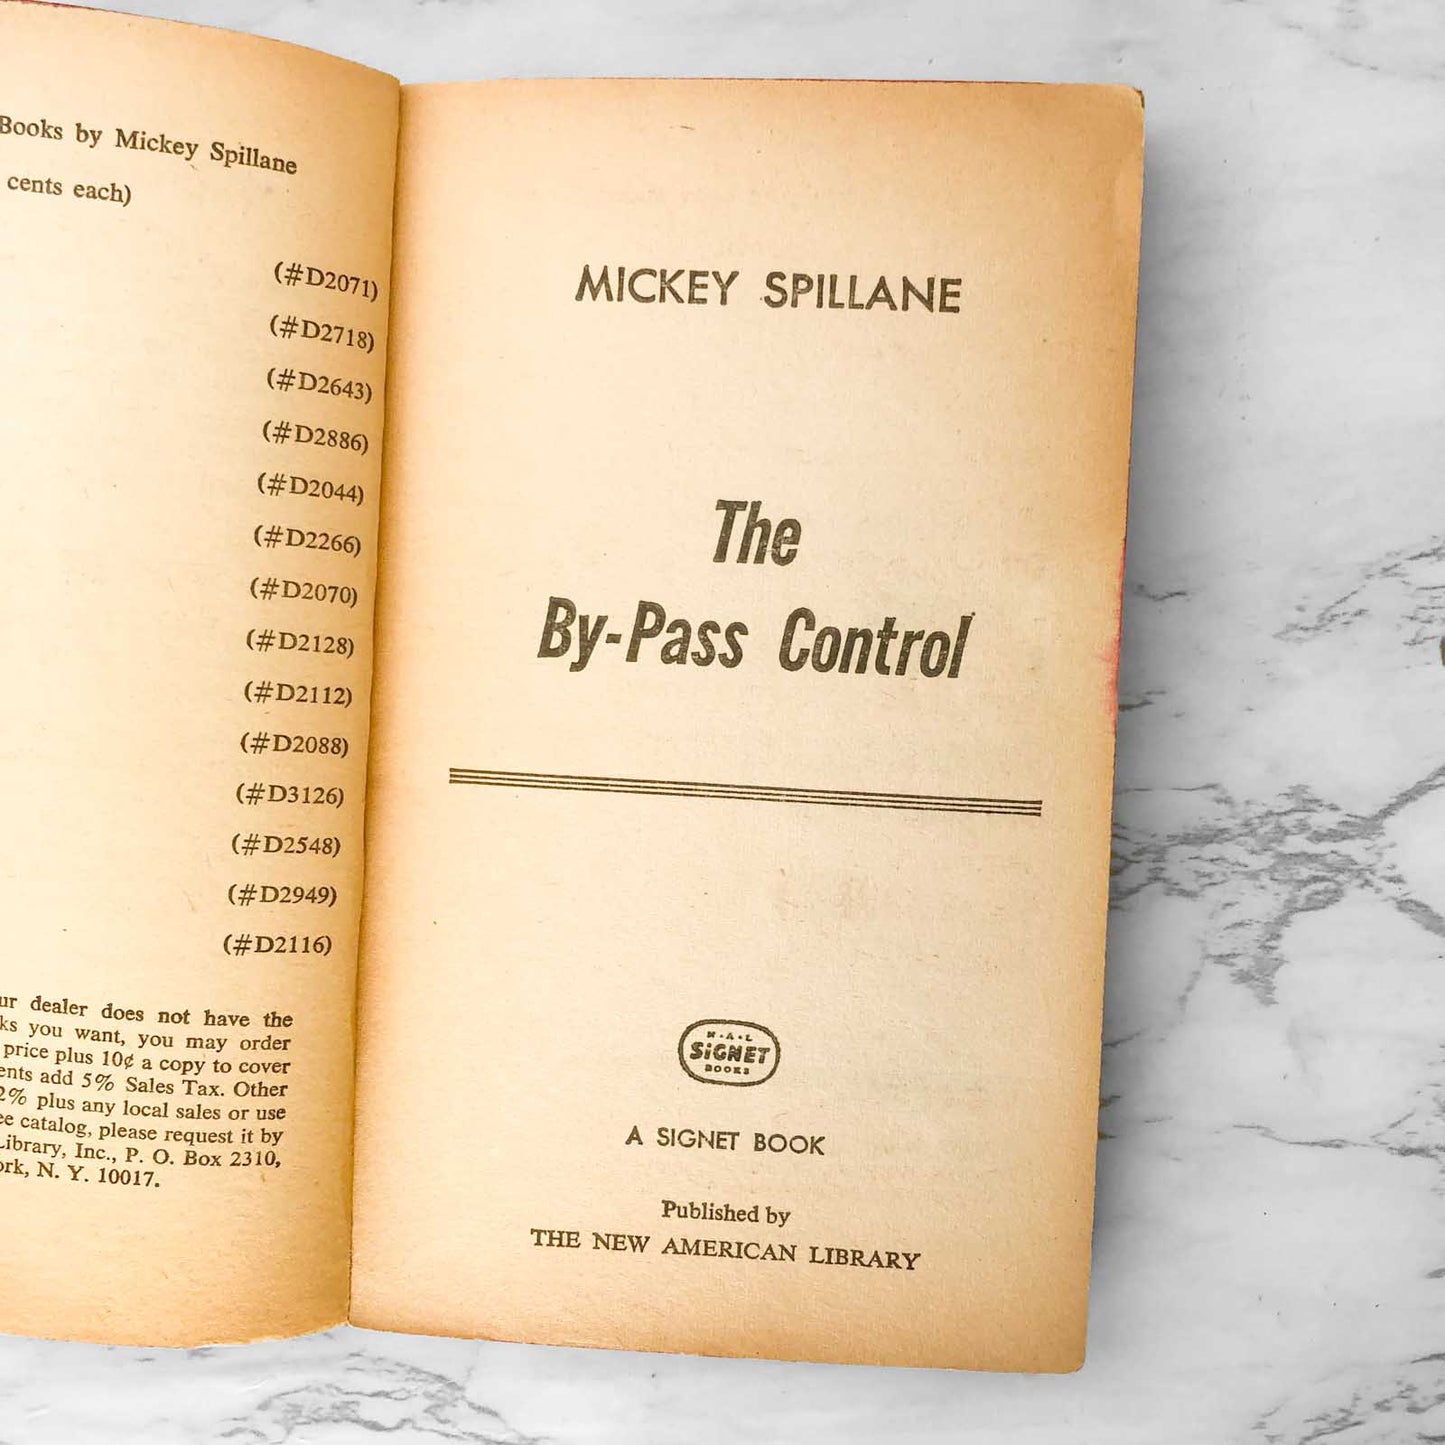 Books by Mickey Spillane
cents each)
(#D2071)
(#D2718)
(#D2643)
(#D2886)
(#D2044)
(#D2266)
(#D2070)
(#D2128)
(#D2112)
(#D2088)
(#D3126)
(#D2548)
(#D2949)
(#D2116)
dealer does not have the
you want, you may order
price plus 10¢ a copy to cover
add 5% Sales Tax. Other
plus any local sales or use
catalog, please request it by
Library, Inc., P. O. Box 2310,
N. Y. 10017.
MICKEY SPILLANE
The
By-Pass Control
N·A·L
SIGNET
BOOKS
A SIGNET BOOK
Published by
THE NEW AMERICAN LIBRARY